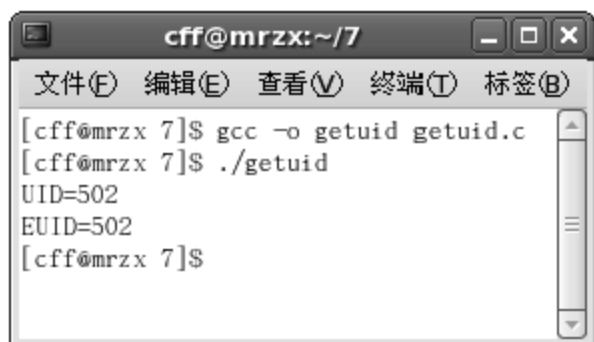 cff@mrzx:~/7
文件(F) 编辑(E) 查看(V) 终端(T) 标签(B)
[cff@mrzx 7]$ gcc -o getuid getuid.c
[cff@mrzx 7]$ ./getuid
UID=502
EUID=502
[cff@mrzx 7]$